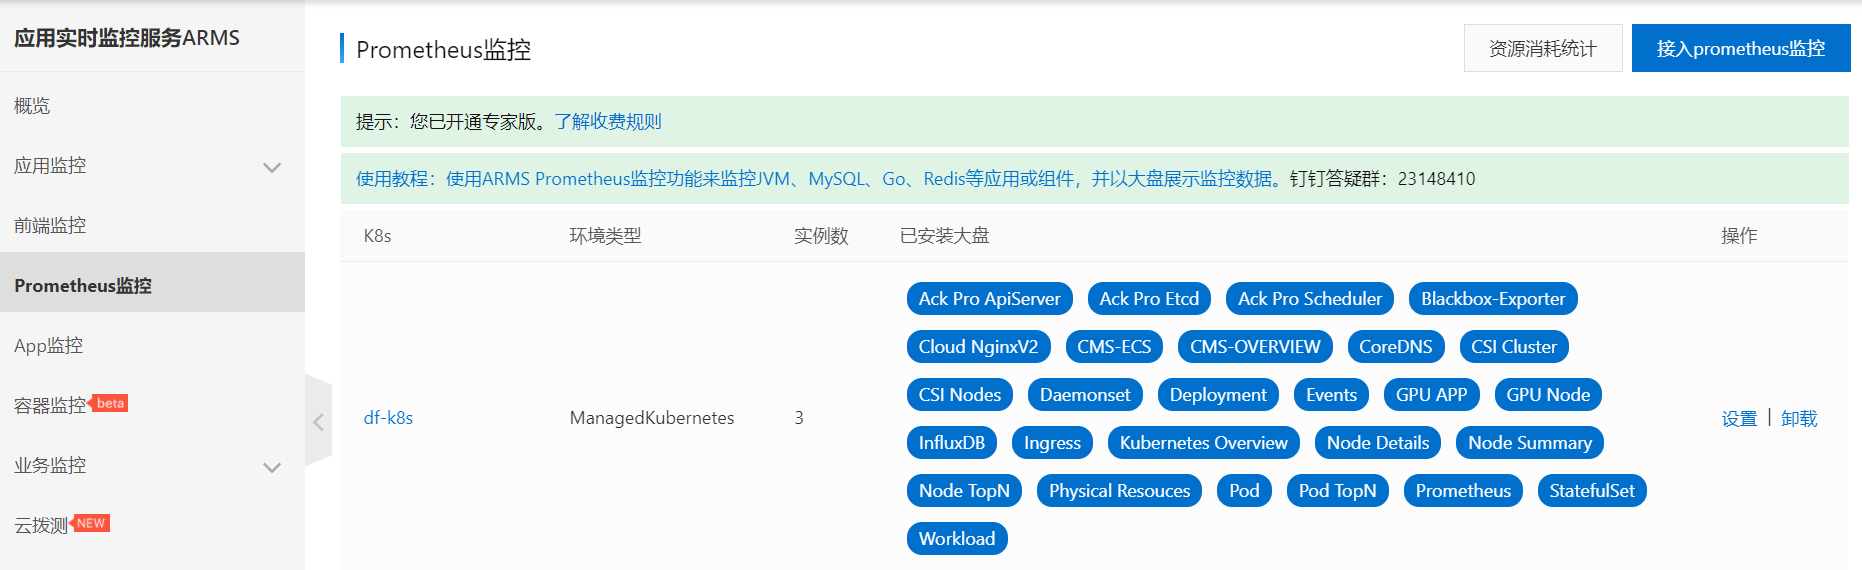 应用实时监控服务ARMS
概览
应用监控
前端监控
Prometheus监控
App监控
容器监控 beta
业务监控
云拨测 NEW
Prometheus监控
资源消耗统计
接入prometheus监控
提示：您已开通专家版。了解收费规则
使用教程：使用ARMS Prometheus监控功能来监控JVM、MySQL、Go、Redis等应用或组件，并以大盘展示监控数据。钉钉答疑群：23148410
K8s 环境类型 实例数 已安装大盘 操作
df-k8s ManagedKubernetes 3
Ack Pro ApiServer Ack Pro Etcd Ack Pro Scheduler Blackbox-Exporter
Cloud NginxV2 CMS-ECS CMS-OVERVIEW CoreDNS CSI Cluster
CSI Nodes Daemonset Deployment Events GPU APP GPU Node
InfluxDB Ingress Kubernetes Overview Node Details Node Summary
Node TopN Physical Resouces Pod Pod TopN Prometheus StatefulSet
Workload
设置 | 卸载